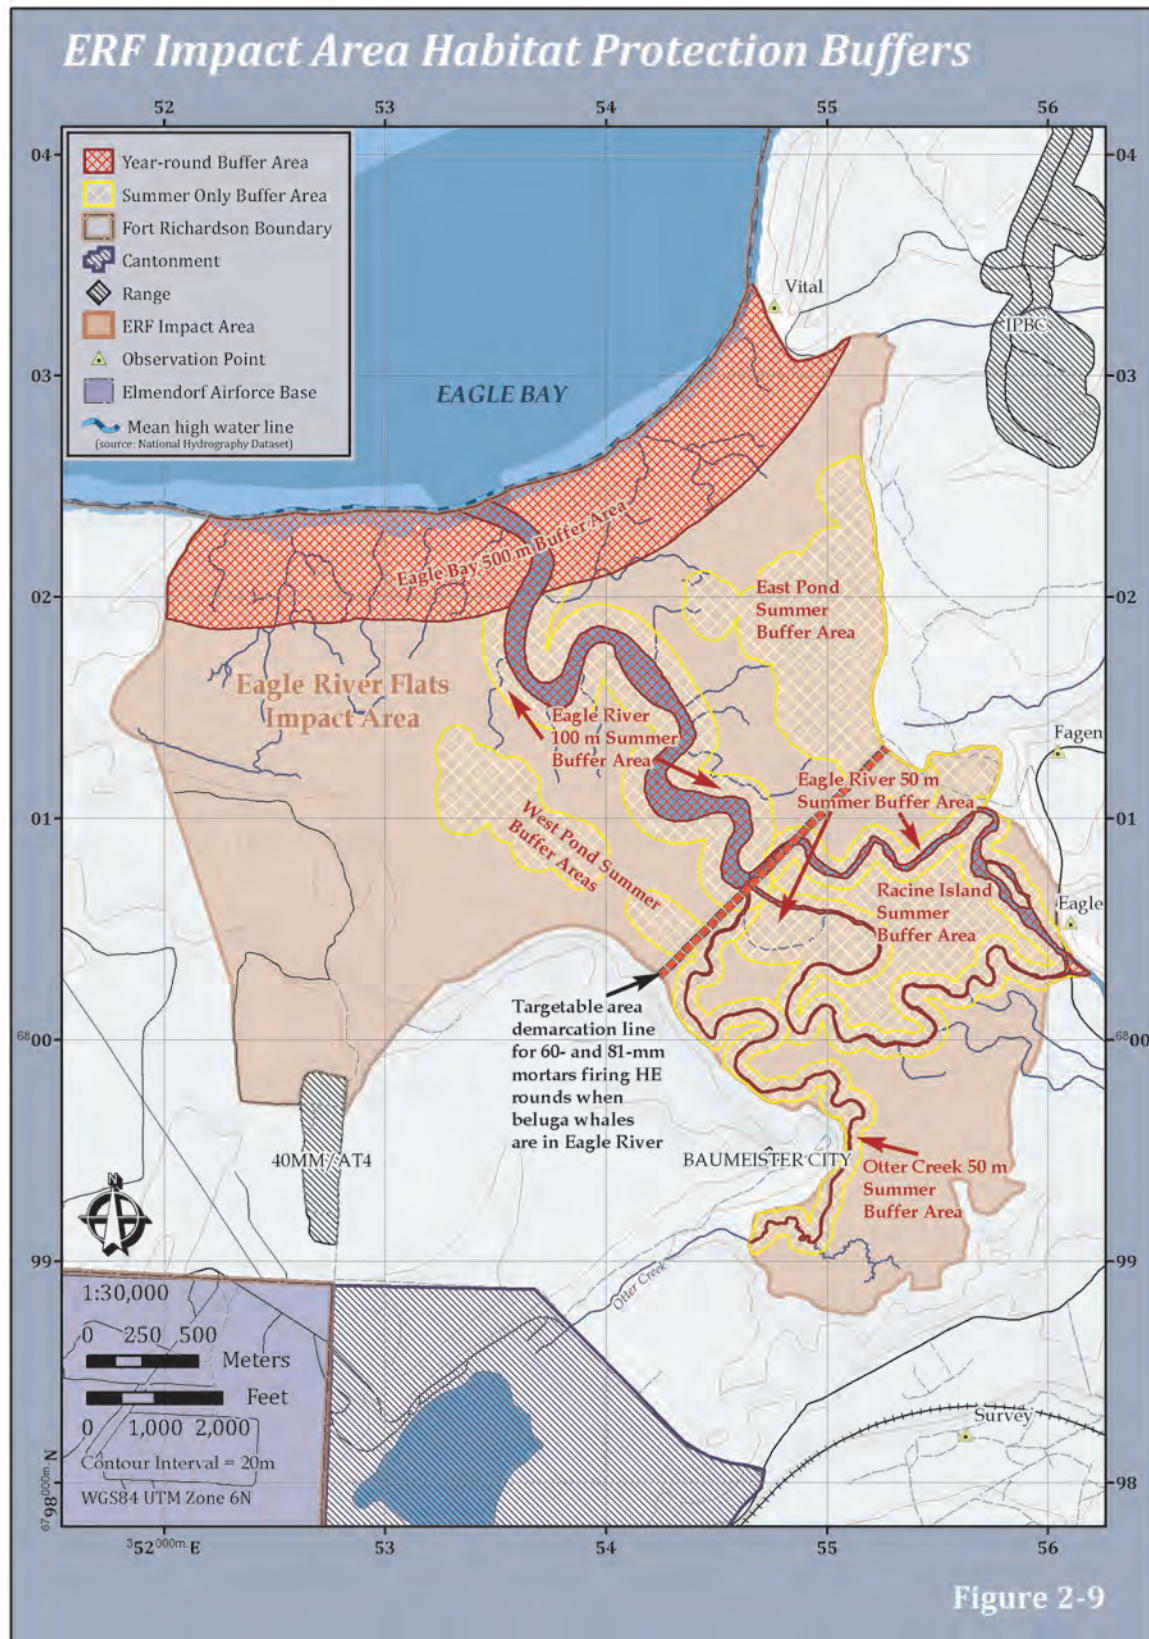 ERF Impact Area Habitat Protection Buffers
52 53 54 55 56
04 04
03 03
02 02
01 01
6800 6800
99 99
6798000m. N 98
352000m. E 53 54 55 56
Year-round Buffer Area
Summer Only Buffer Area
Fort Richardson Boundary
Cantonment
Range
ERF Impact Area
Observation Point
Elmendorf Airforce Base
Mean high water line
(source: National Hydrography Dataset)
EAGLE BAY
Vital
IPBC
Eagle Bay 500 m Buffer Area
East Pond
Summer
Buffer Area
Eagle River Flats
Impact Area
Eagle River
100 m Summer
Buffer Area
Fagen
Eagle River 50 m
Summer Buffer Area
West Pond Summer
Buffer Areas
Racine Island
Summer
Buffer Area
Eagle
Targetable area
demarcation line
for 60- and 81-mm
mortars firing HE
rounds when
beluga whales
are in Eagle River
40MM/AT4
BAUMEISTER CITY
Otter Creek 50 m
Summer
Buffer Area
Otter Creek
N
1:30,000
0 250 500
Meters
Feet
0 1,000 2,000
Contour Interval = 20m
WGS84 UTM Zone 6N
Survey
Figure 2-9